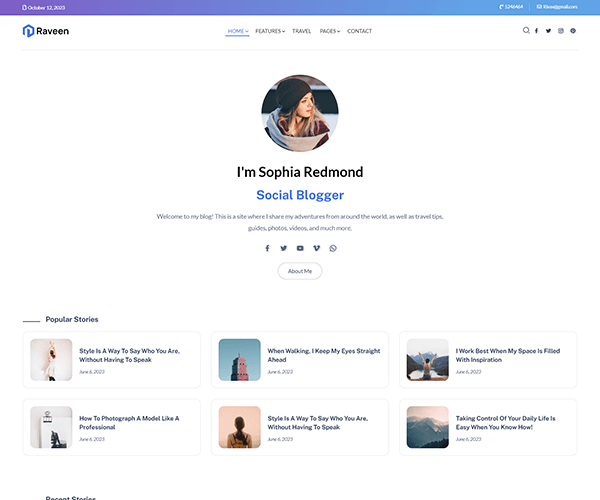 October 12, 2023
5246464
Raveen
HOME FEATURES TRAVEL PAGES CONTACT
I'm Sophia Redmond
Social Blogger
Welcome to my blog! This is a site where I share my adventures from around the world, as well as travel tips,
guides, photos, videos, and much more.
About Me
Popular Stories
Style Is A Way To Say Who You Are,
Without Having To Speak
June 6, 2023
When Walking, I Keep My Eyes Straight
Ahead
June 6, 2023
I Work Best When My Space Is Filled
With Inspiration
June 6, 2023
How To Photograph A Model Like A
Professional
June 6, 2023
Style Is A Way To Say Who You Are,
Without Having To Speak
June 6, 2023
Taking Control Of Your Daily Life Is
Easy When You Know How!
June 6, 2023
Recent Stories